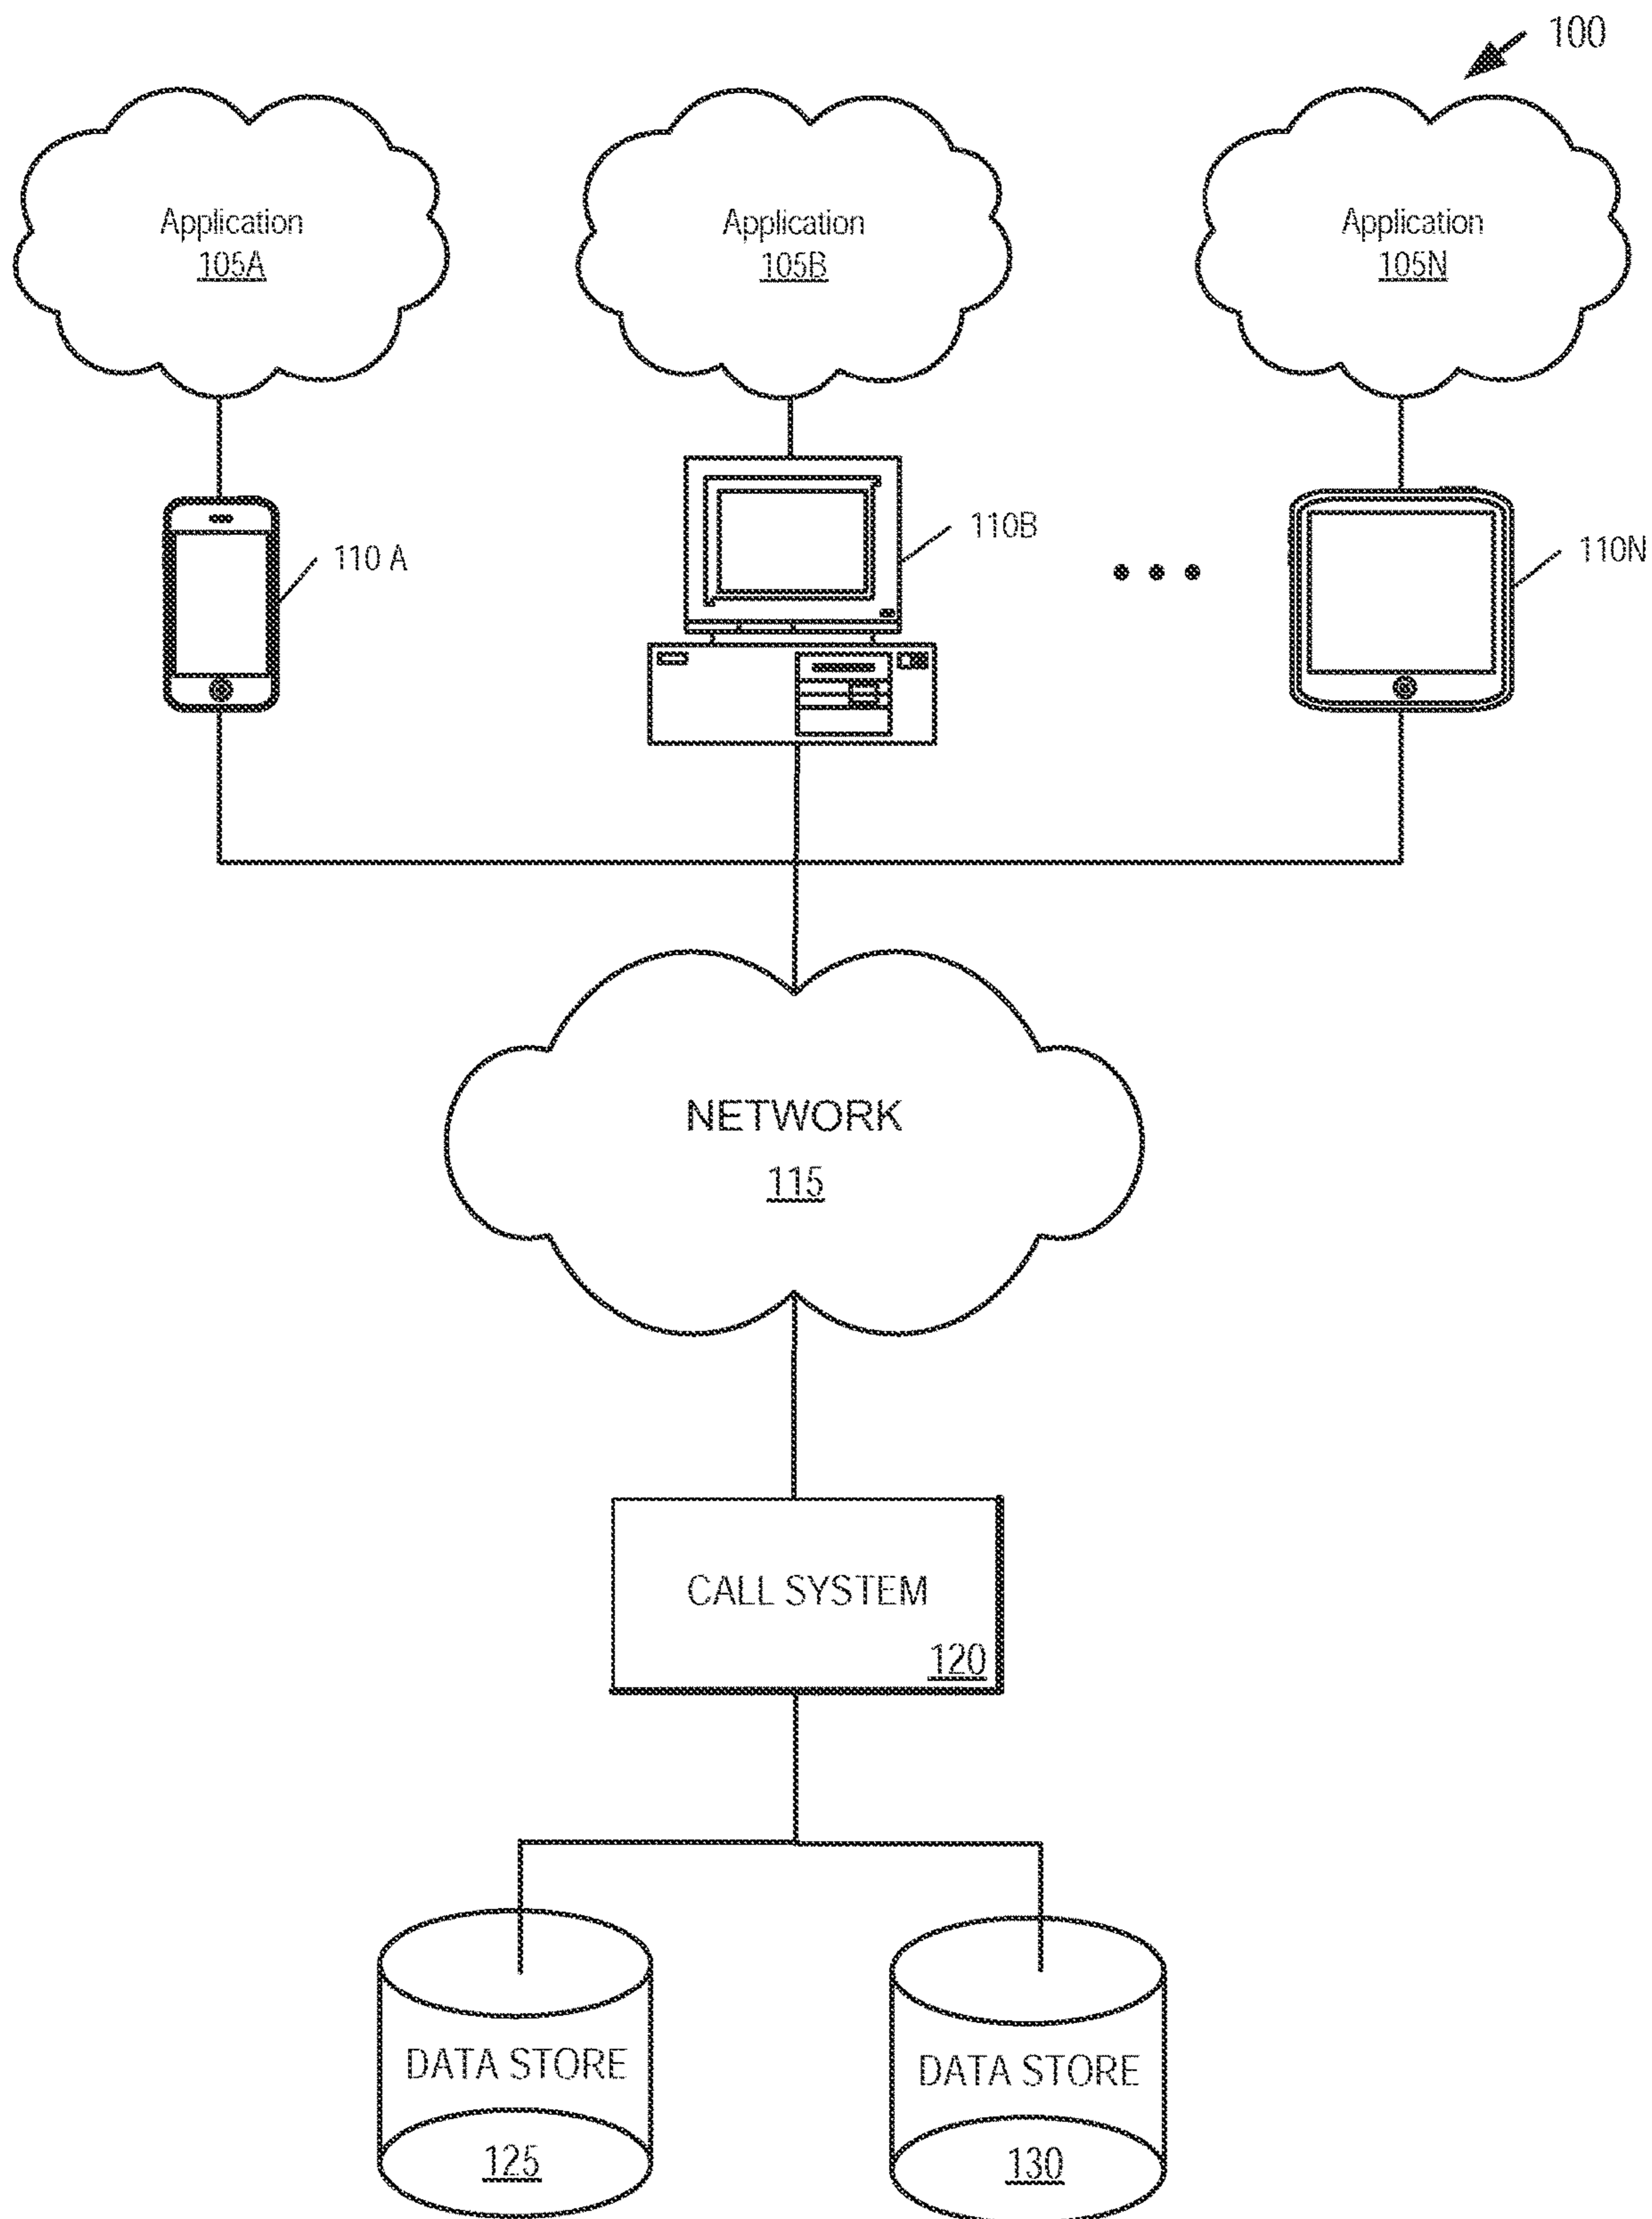 100
Application
105A
Application
105B
Application
105N
110 A
110B
110N
NETWORK
115
CALL SYSTEM
120
DATA STORE
125
DATA STORE
130